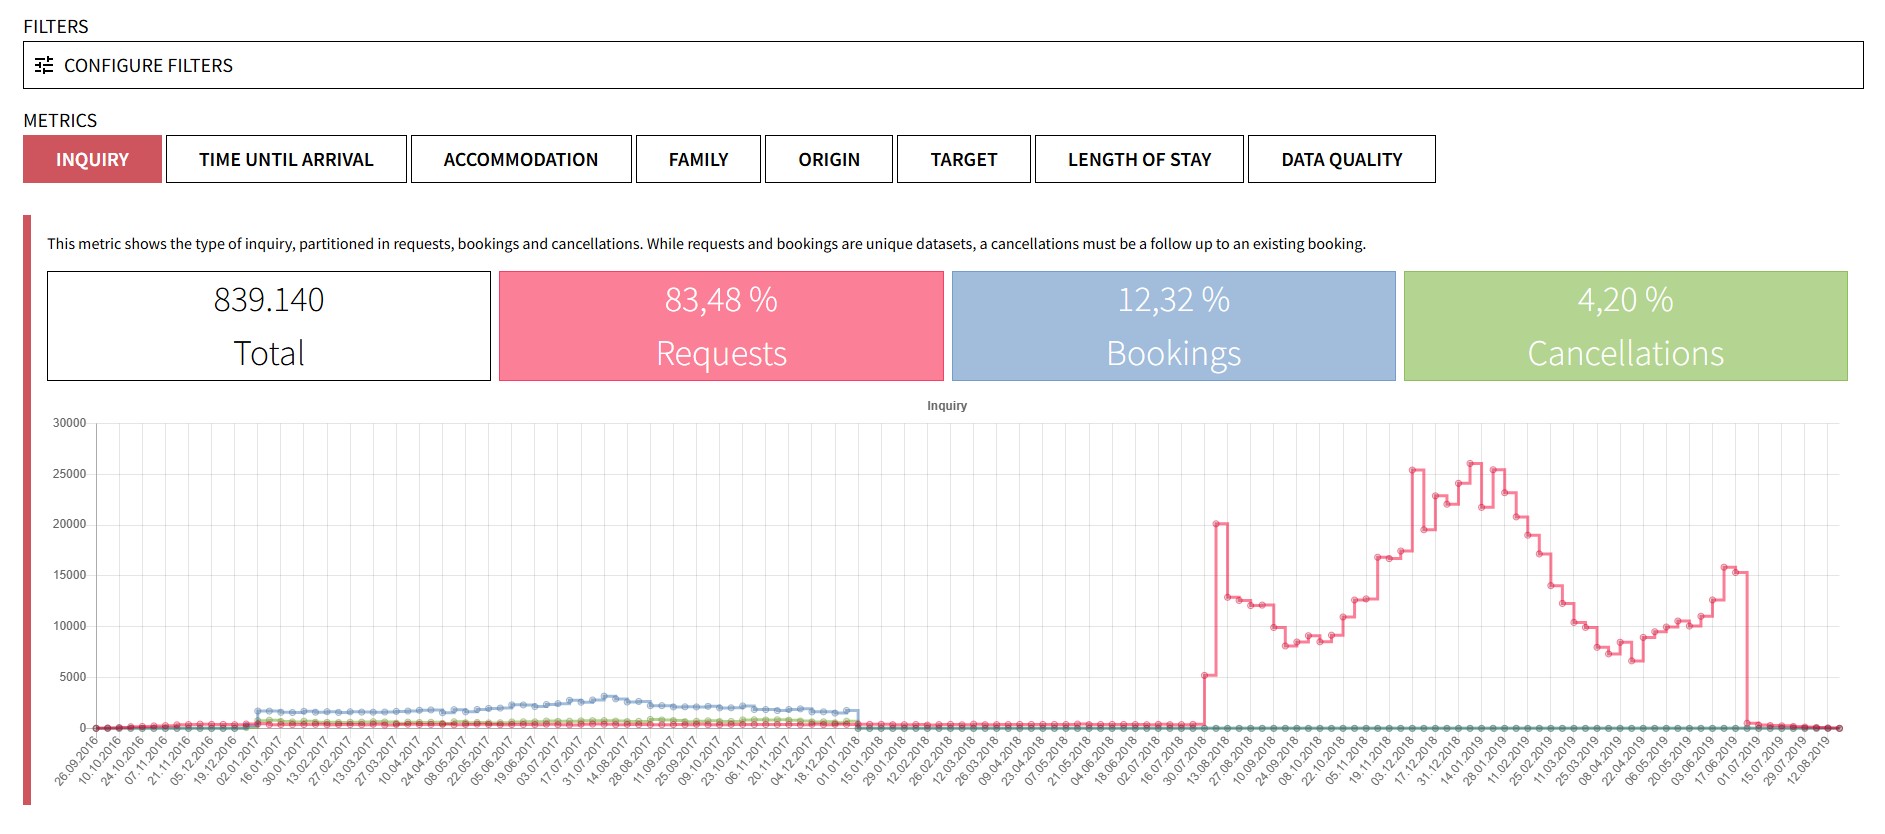 FILTERS
CONFIGURE FILTERS
METRICS
INQUIRY TIME UNTIL ARRIVAL ACCOMMODATION FAMILY ORIGIN TARGET LENGTH OF STAY DATA QUALITY
This metric shows the type of inquiry, partitioned in requests, bookings and cancellations. While requests and bookings are unique datasets, a cancellations must be a follow up to an existing booking.
839.140 83,48 % 12,32 % 4,20 %
Total Requests Bookings Cancellations
Inquiry
30000
25000
20000
15000
10000
5000
0
26.09.2016 10.10.2016 24.10.2016 07.11.2016 21.11.2016 05.12.2016 19.12.2016 02.01.2017 16.01.2017 30.01.2017 13.02.2017 27.02.2017 13.03.2017 27.03.2017 10.04.2017 24.04.2017 08.05.2017 22.05.2017 05.06.2017 19.06.2017 03.07.2017 17.07.2017 31.07.2017 14.08.2017 28.08.2017 11.09.2017 25.09.2017 09.10.2017 23.10.2017 06.11.2017 20.11.2017 04.12.2017 18.12.2017 01.01.2018 15.01.2018 29.01.2018 12.02.2018 26.02.2018 12.03.2018 26.03.2018 09.04.2018 23.04.2018 07.05.2018 21.05.2018 04.06.2018 18.06.2018 02.07.2018 16.07.2018 30.07.2018 13.08.2018 27.08.2018 10.09.2018 24.09.2018 08.10.2018 22.10.2018 05.11.2018 19.11.2018 03.12.2018 17.12.2018 31.12.2018 14.01.2019 28.01.2019 11.02.2019 25.02.2019 11.03.2019 25.03.2019 08.04.2019 22.04.2019 06.05.2019 20.05.2019 03.06.2019 17.06.2019 01.07.2019 15.07.2019 29.07.2019 12.08.2019